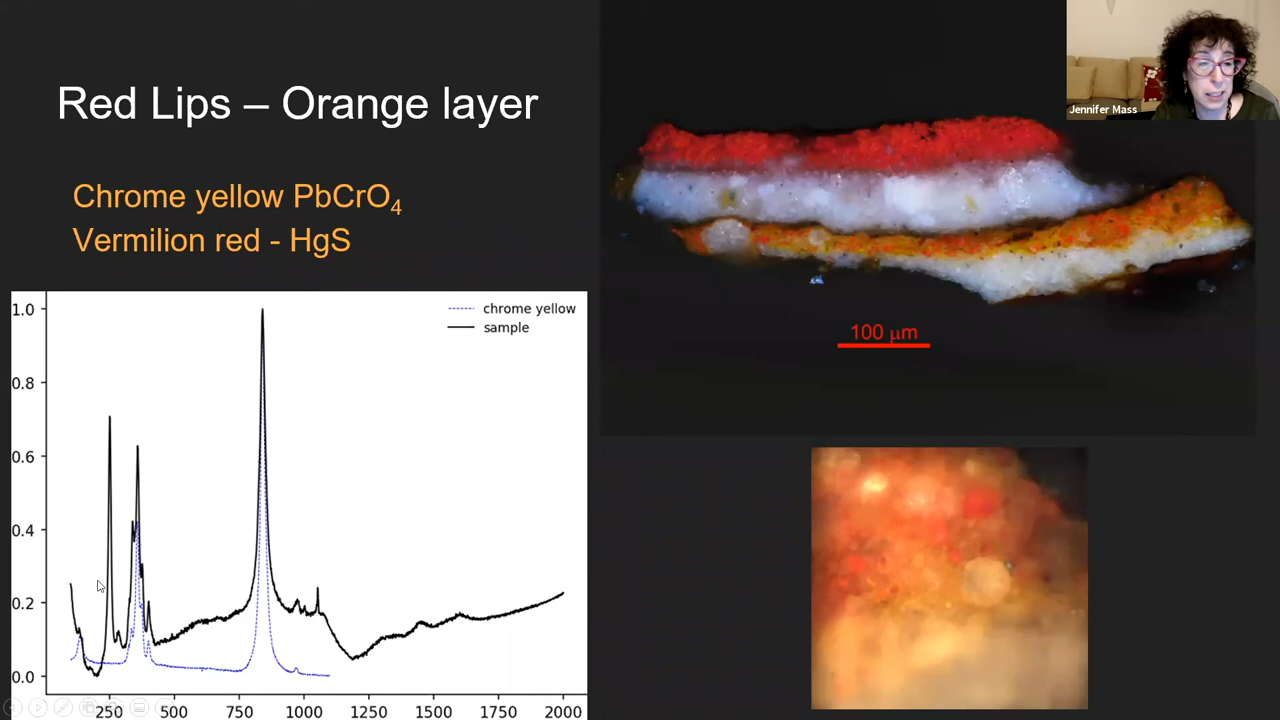 Red Lips – Orange layer
Chrome yellow PbCrO₄
Vermilion red - HgS
Jennifer Mass
100 µm
chrome yellow
sample
1.0
0.8
0.6
0.4
0.2
0.0
250 500 750 1000 1250 1500 1750 2000